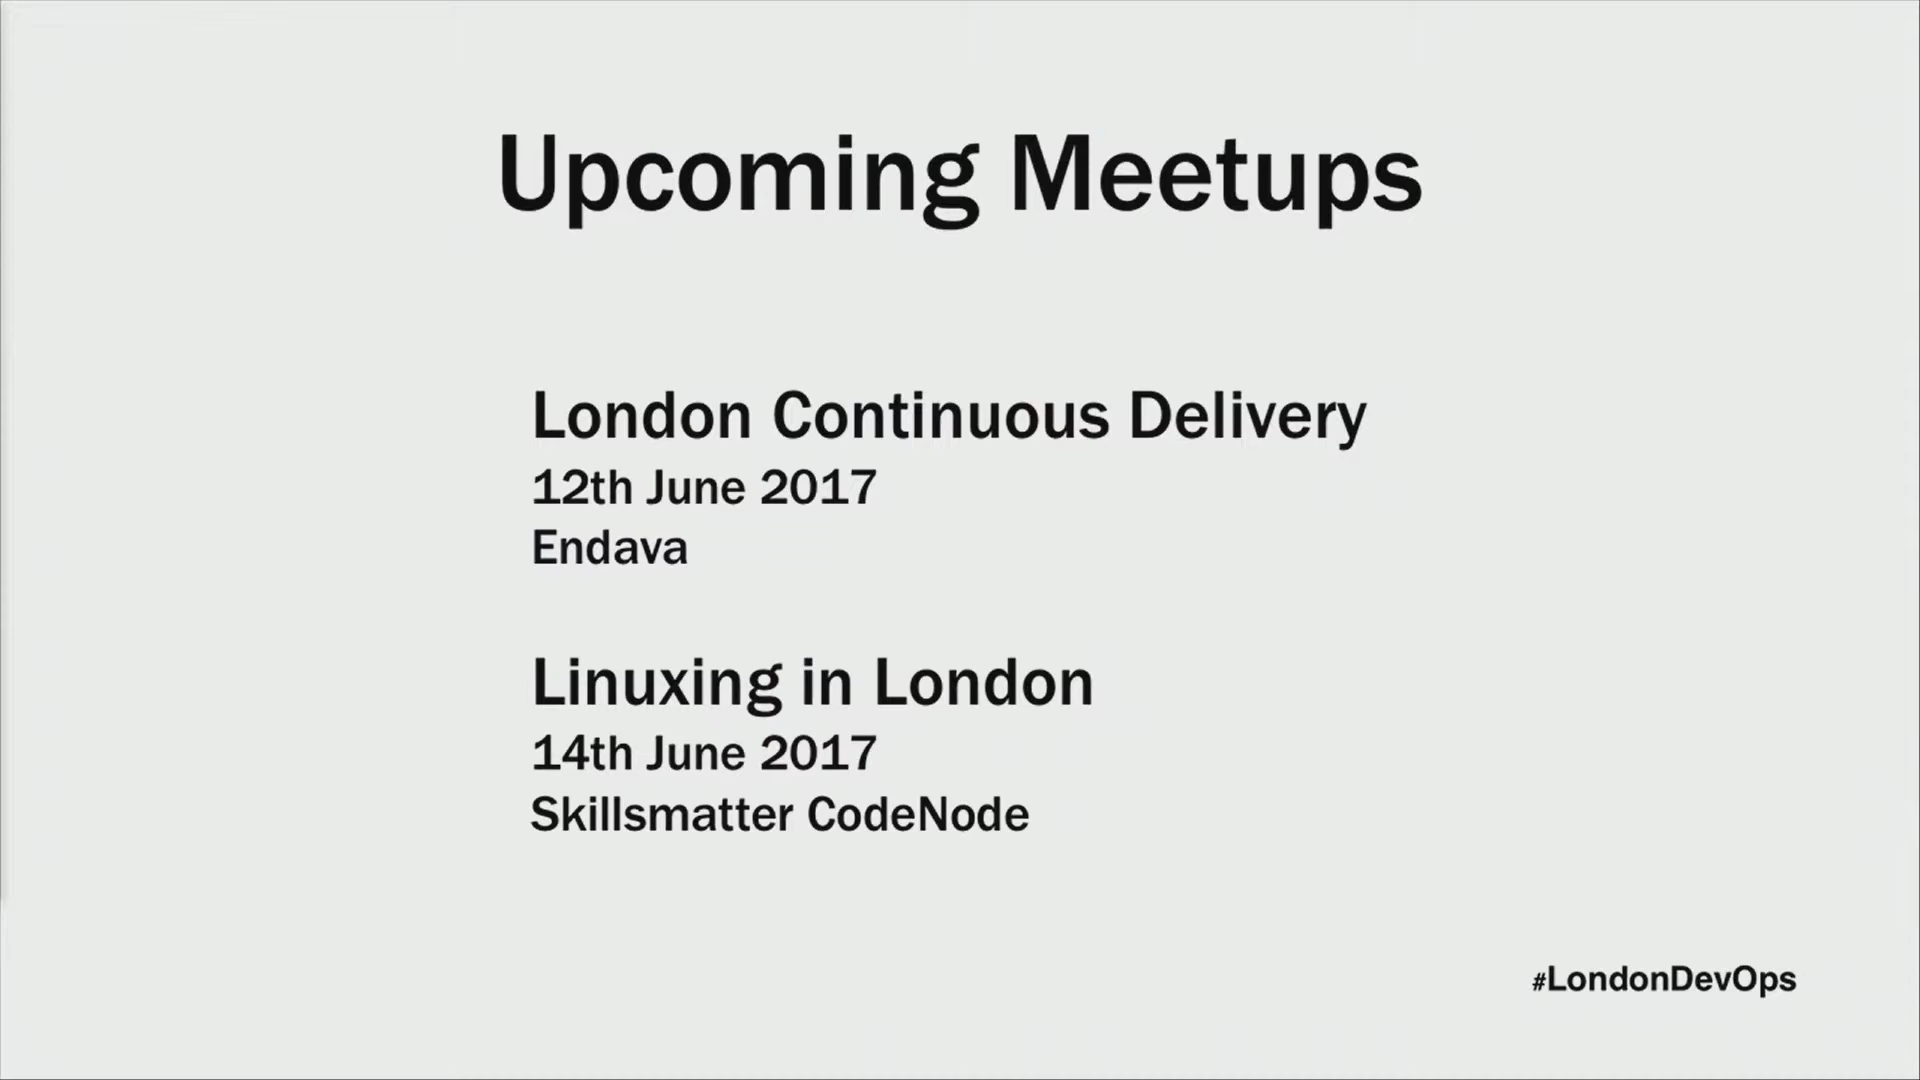 Upcoming Meetups
London Continuous Delivery
12th June 2017
Endava
Linuxing in London
14th June 2017
Skillsmatter CodeNode
#LondonDevOps